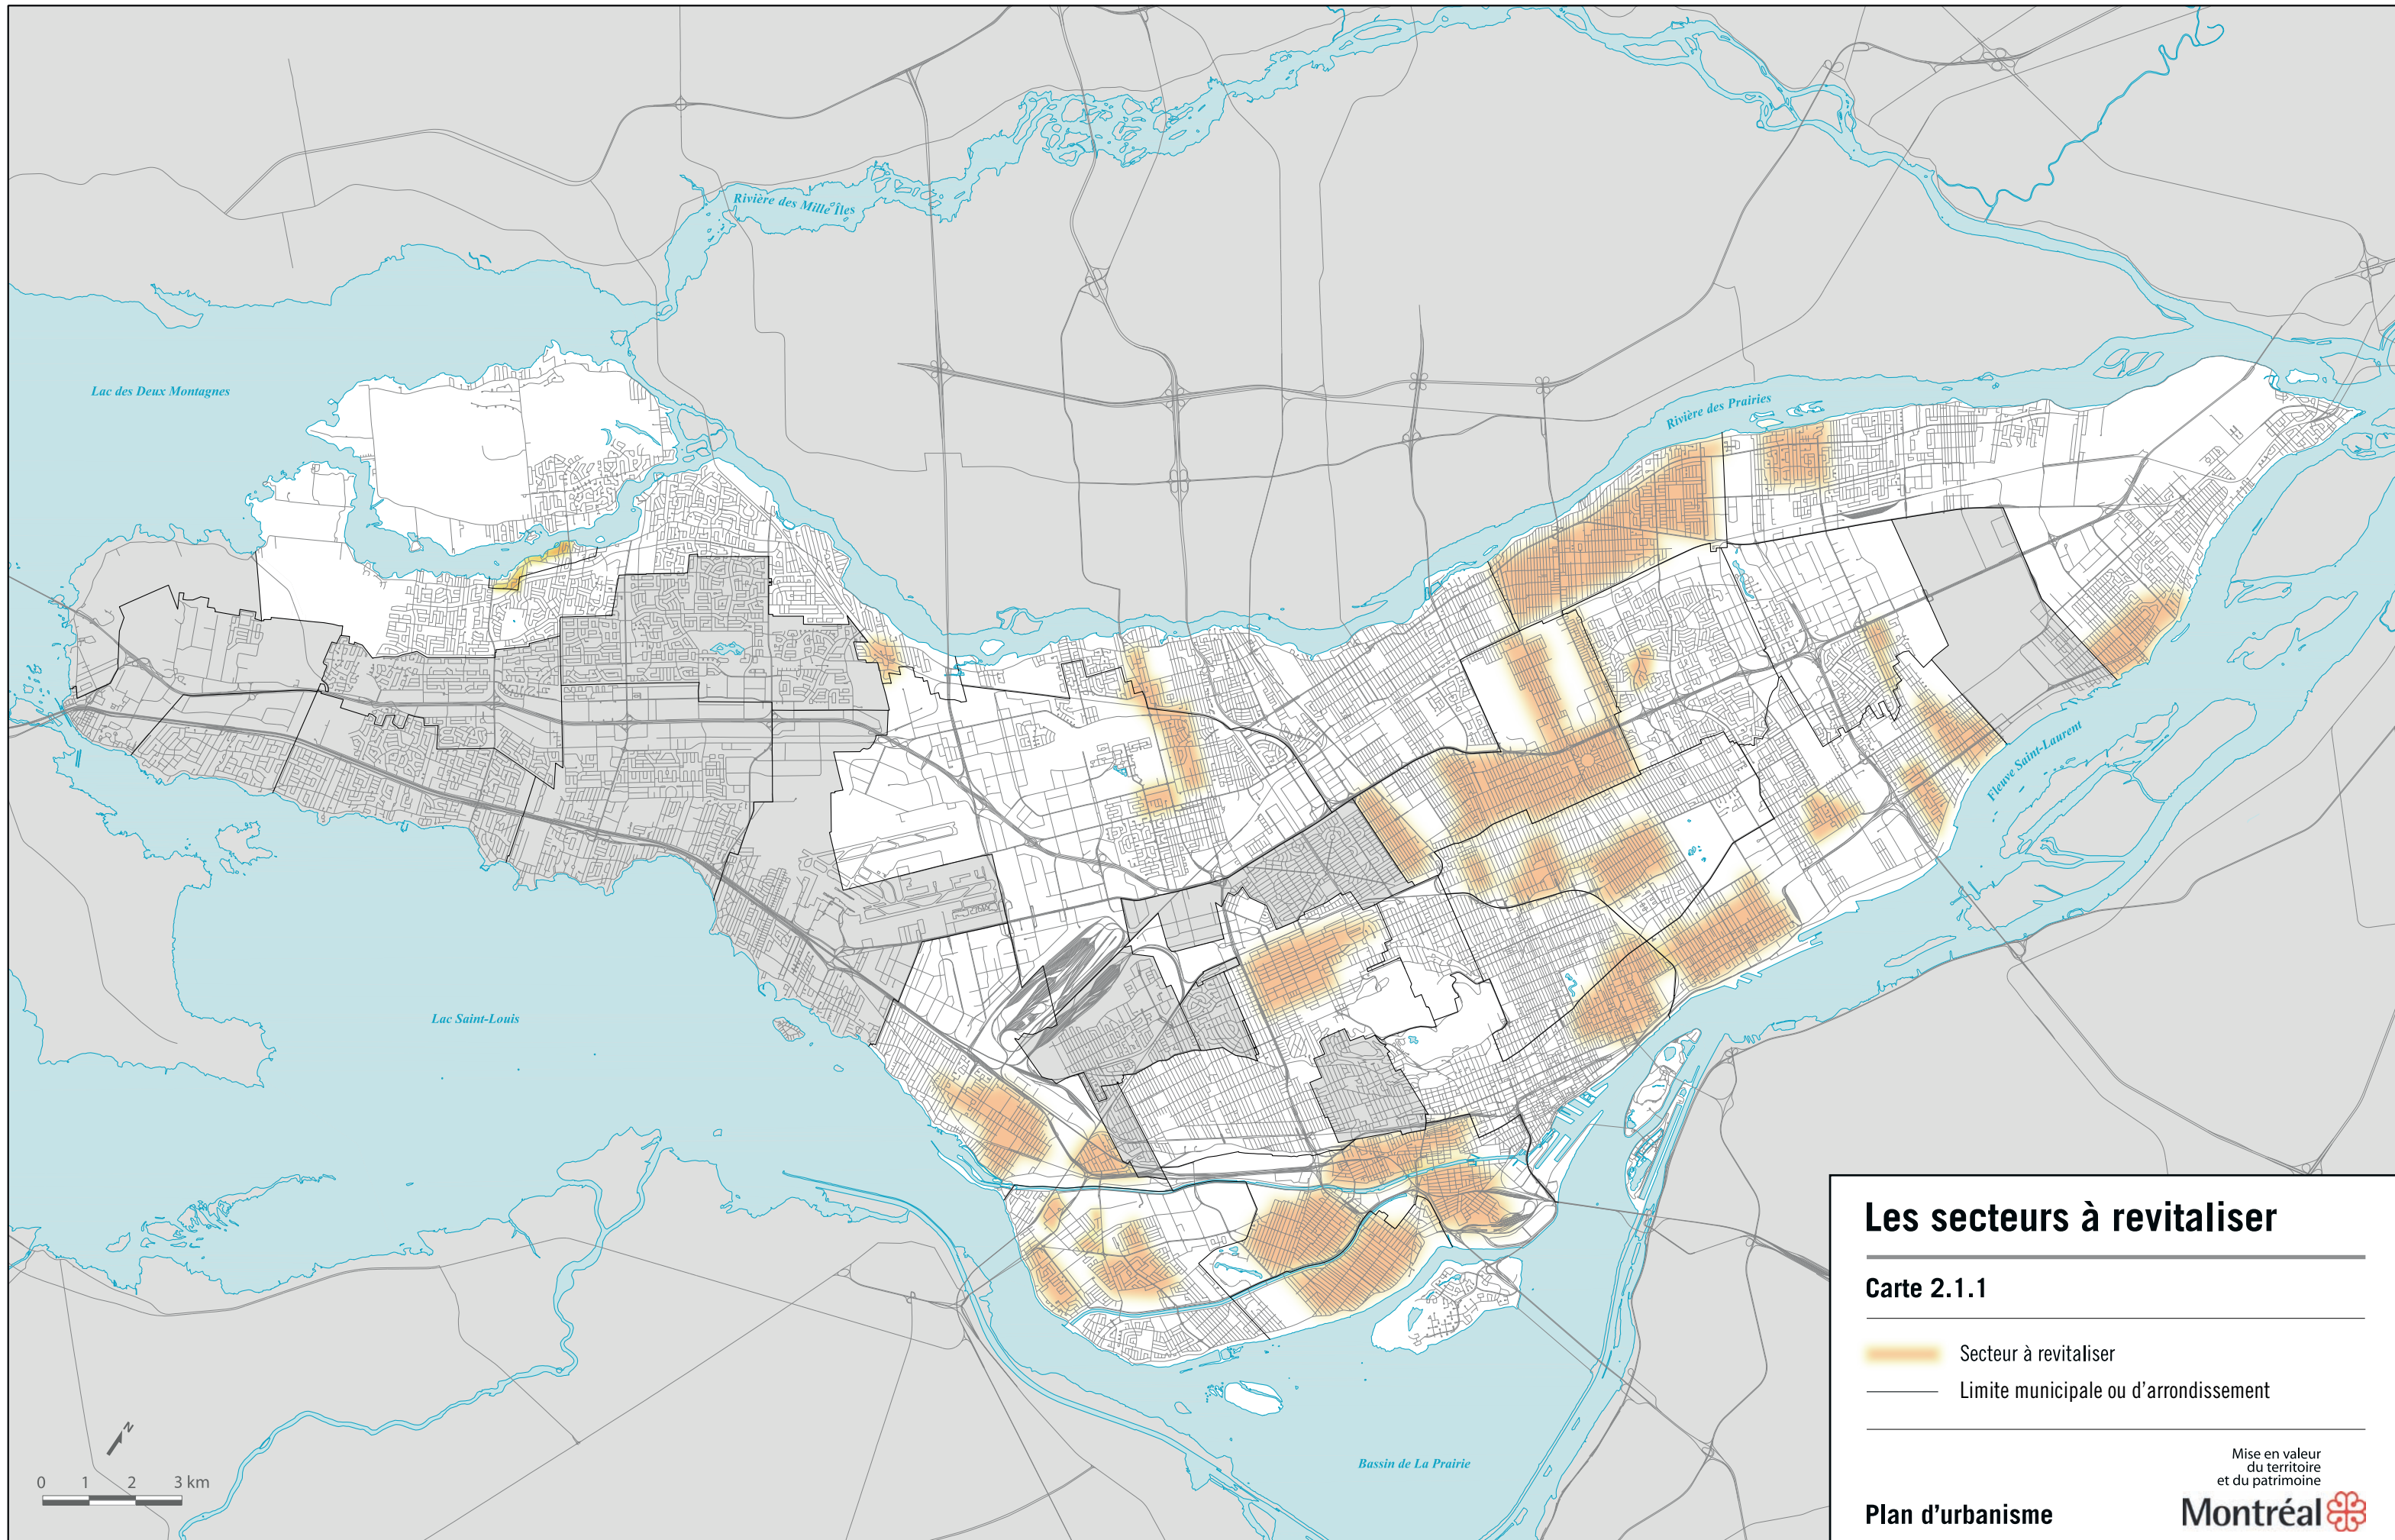 Rivière des Mille Îles
Lac des Deux Montagnes
Rivière des Prairies
Fleuve Saint-Laurent
Lac Saint-Louis
Bassin de La Prairie
N
0 1 2 3 km
Les secteurs à revitaliser
Carte 2.1.1
Secteur à revitaliser
Limite municipale ou d'arrondissement
Mise en valeur
du territoire
et du patrimoine
Plan d'urbanisme
Montréal